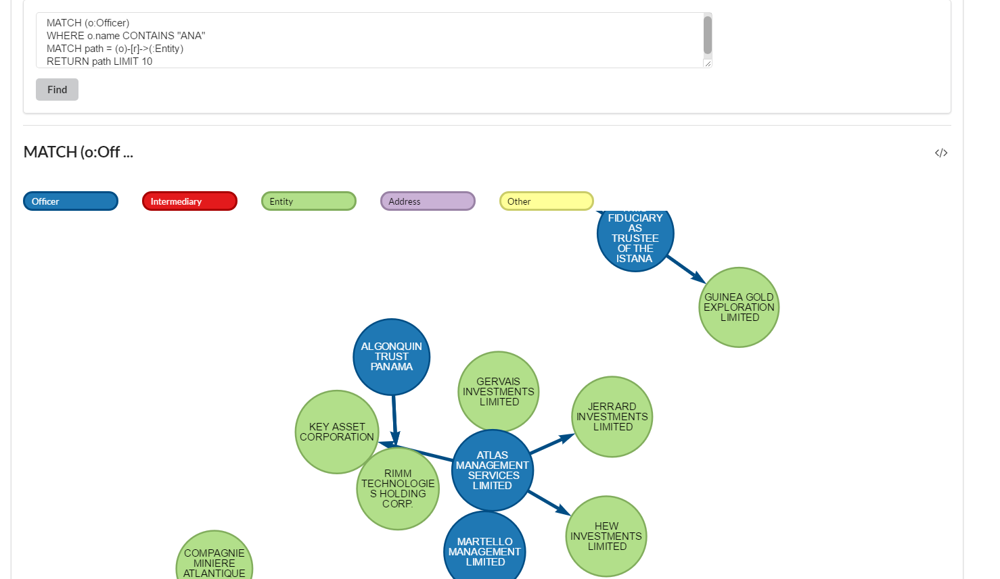 MATCH (o:Officer)
WHERE o.name CONTAINS "ANA"
MATCH path = (o)-[r]->(:Entity)
RETURN path LIMIT 10
Find
MATCH (o:Off ...
</>
Officer
Intermediary
Entity
Address
Other
FIDUCIARY
AS
TRUSTEE
OF THE
ISTANA
GUINEA GOLD
EXPLORATION
LIMITED
ALGONQUIN
TRUST
PANAMA
GERVAIS
INVESTMENTS
LIMITED
JERRARD
INVESTMENTS
LIMITED
KEY ASSET
CORPORATION
ATLAS
MANAGEMENT
SERVICES
LIMITED
RIMM
TECHNOLOGIE
S HOLDING
CORP.
HEW
INVESTMENTS
LIMITED
MARTELLO
MANAGEMENT
LIMITED
COMPAGNIE
MINIERE
ATLANTIQUE